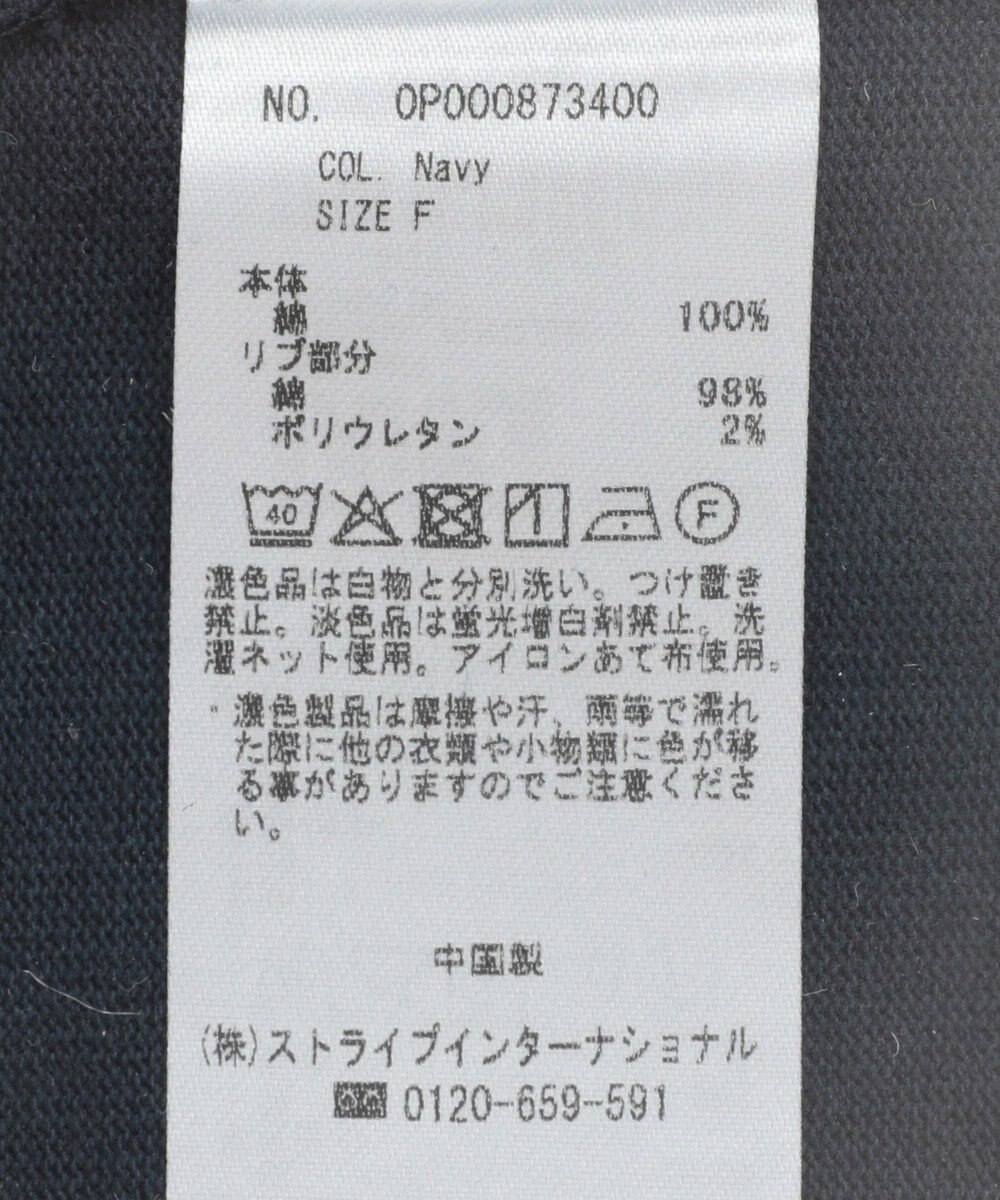 NO. OP000873400
COL. Navy
SIZE F
本体
綿 100%
リブ部分
綿 98%
ポリウレタン 2%
40
F
濃色品は白物と分別洗い。つけ置き
禁止。淡色品は蛍光増白剤禁止。洗
濯ネット使用。アイロンあて布使用。
・濃色製品は摩擦や汗、雨等で濡れ
た際に他の衣類や小物類に色が移
る事がありますのでご注意くださ
い。
中国製
(株)ストライプインターナショナル
0120-659-591